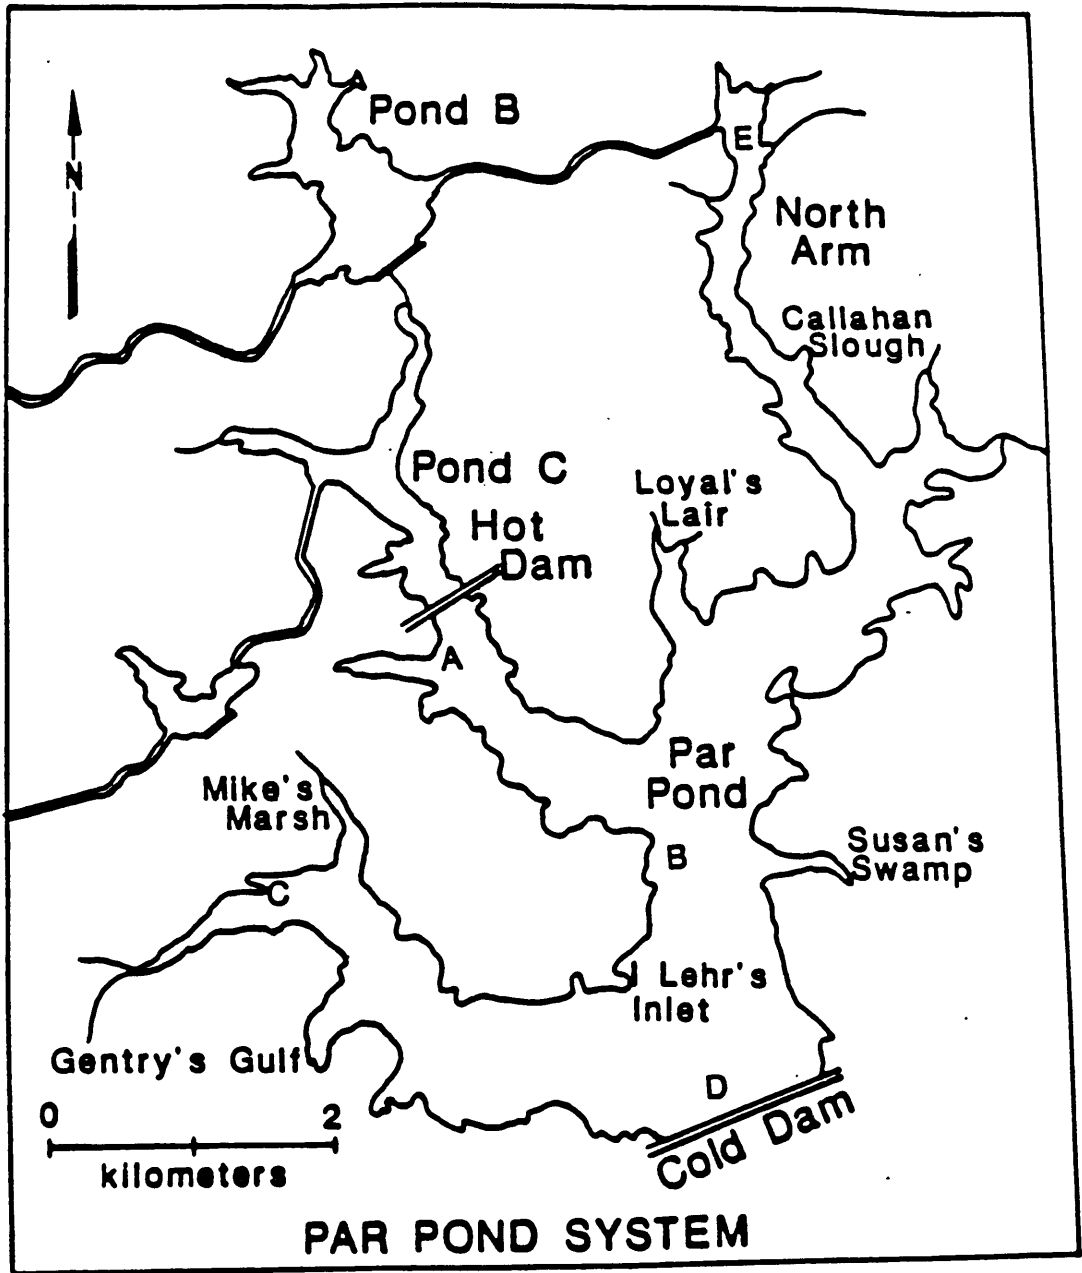 Pond B
E
N
North
Arm
Callahan
Slough
Pond C
Loyal's
Lair
Hot
Dam
A
Par
Pond
Mike's
Marsh
B
Susan's
Swamp
C
Lehr's
Inlet
Gentry's Gulf
D
0 2
kilometers
Cold Dam
PAR POND SYSTEM